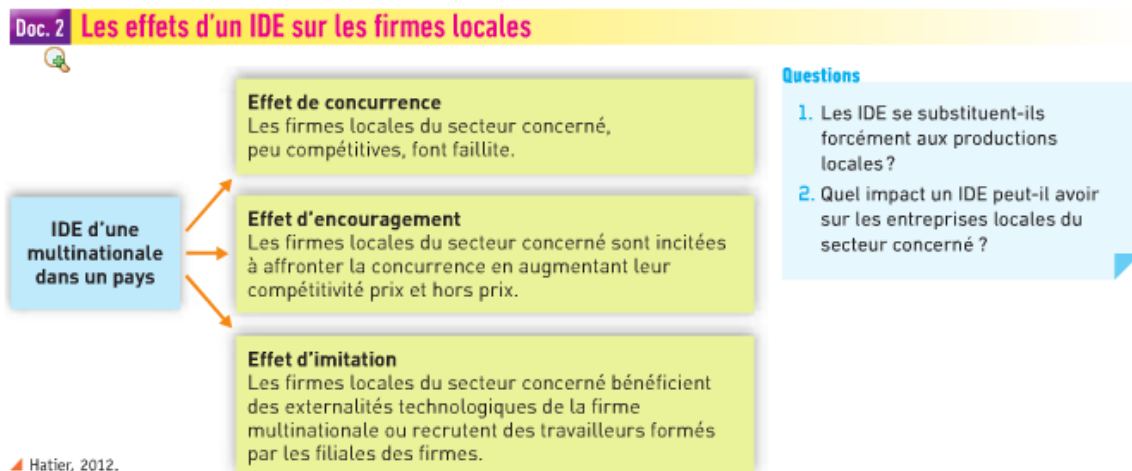 Doc. 2 Les effets d'un IDE sur les firmes locales
IDE d'une
multinationale
dans un pays
Effet de concurrence
Les firmes locales du secteur concerné,
peu compétitives, font faillite.
Effet d'encouragement
Les firmes locales du secteur concerné sont incitées
à affronter la concurrence en augmentant leur
compétitivité prix et hors prix.
Effet d'imitation
Les firmes locales du secteur concerné bénéficient
des externalités technologiques de la firme
multinationale ou recrutent des travailleurs formés
par les filiales des firmes.
Hatier, 2012.
Questions
1. Les IDE se substituent-ils
forcément aux productions
locales ?
2. Quel impact un IDE peut-il avoir
sur les entreprises locales du
secteur concerné ?